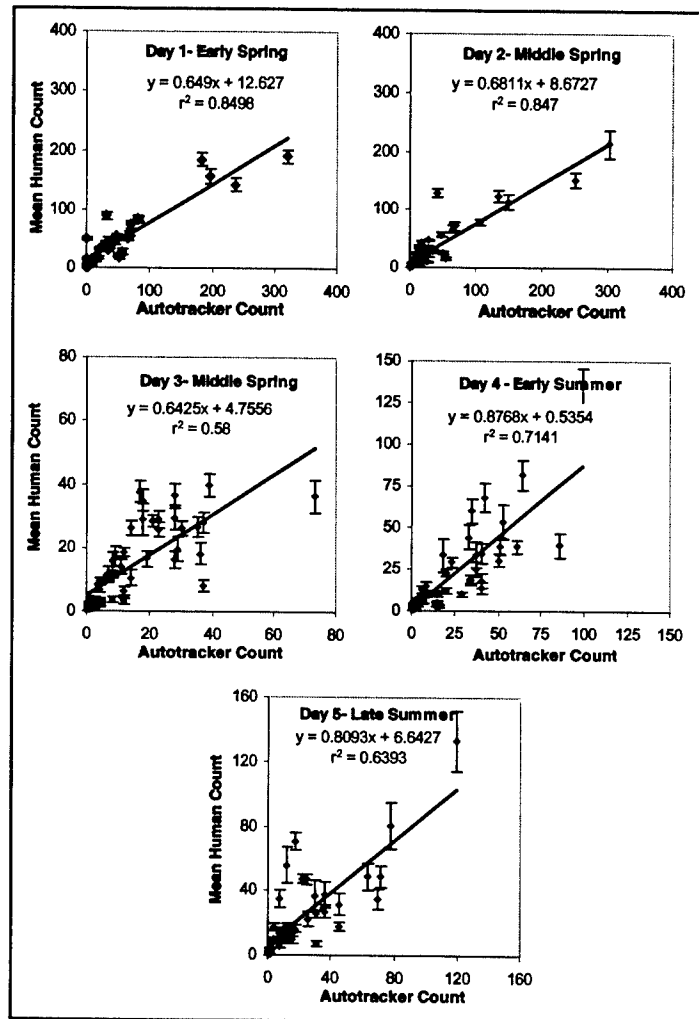 Day 1- Early Spring
y = 0.649x + 12.627
r² = 0.8498
Mean Human Count
400
300
200
100
0
0 100 200 300 400
Autotracker Count
Day 2- Middle Spring
y = 0.6811x + 8.6727
r² = 0.847
400
300
200
100
0
0 100 200 300 400
Autotracker Count
Day 3- Middle Spring
y = 0.6425x + 4.7556
r² = 0.58
Mean Human Count
80
60
40
20
0
0 20 40 60 80
Autotracker Count
Day 4 - Early Summer
y = 0.8768x + 0.5354
r² = 0.7141
150
125
100
75
50
25
0
0 25 50 75 100 125 150
Autotracker Count
Day 5- Late Summer
y = 0.8093x + 6.6427
r² = 0.6393
Mean Human Count
160
120
80
40
0
0 40 80 120 160
Autotracker Count